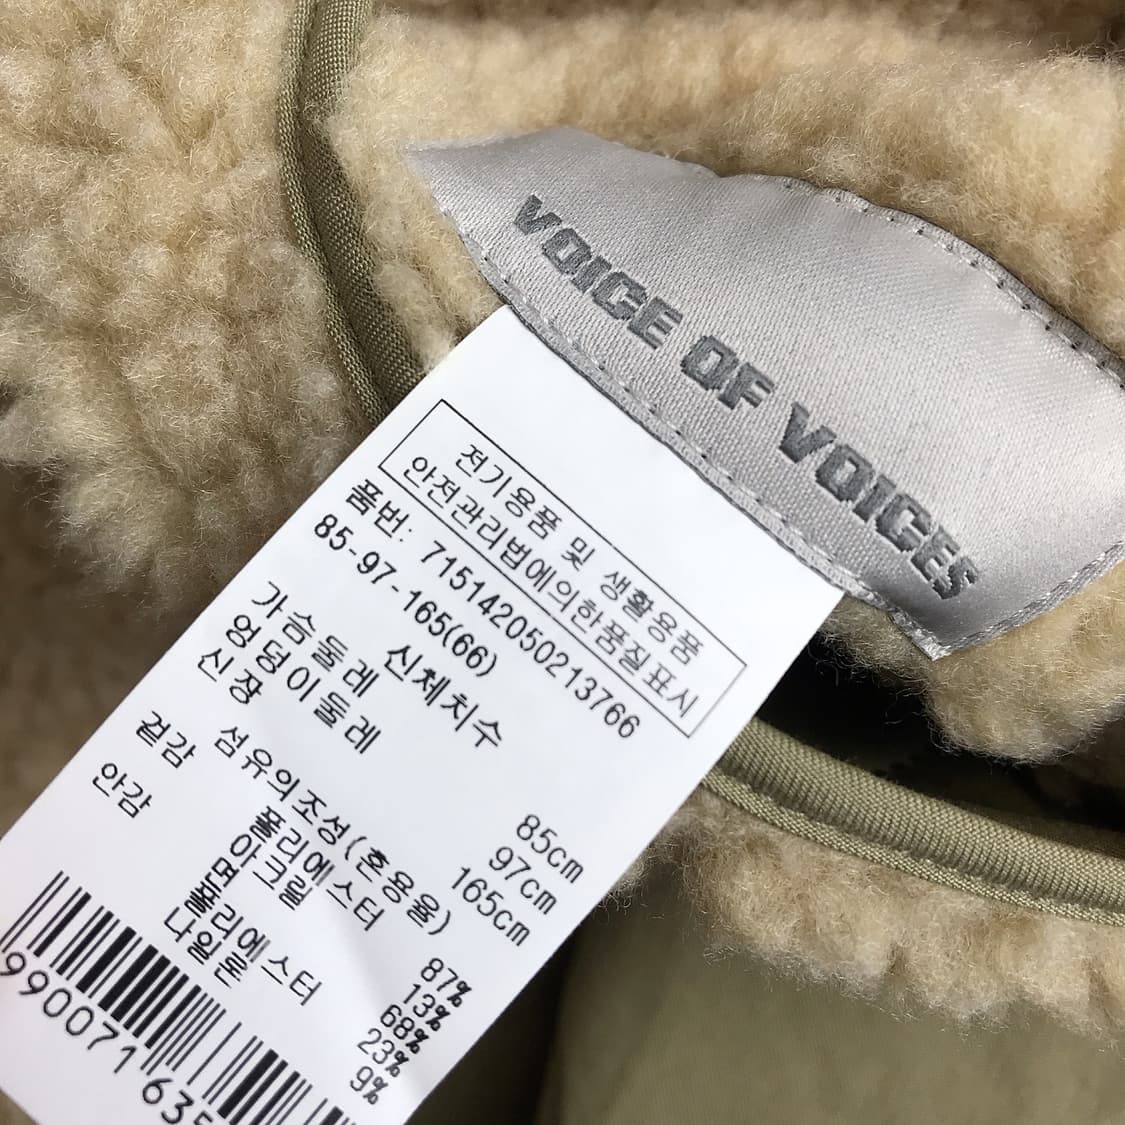 VOICE OF VOICES
전기용품 및 생활용품
안전관리법에의한품질표시
품번: 715142050213766
85-97-165(66)
신체치수
가슴둘레 85cm
엉덩이둘레 97cm
신장 165cm
섬유의조성(혼용율)
겉감 폴리에스터 87%
아크릴 13%
안감 면 68%
폴리에스터 23%
나일론 9%
990071635